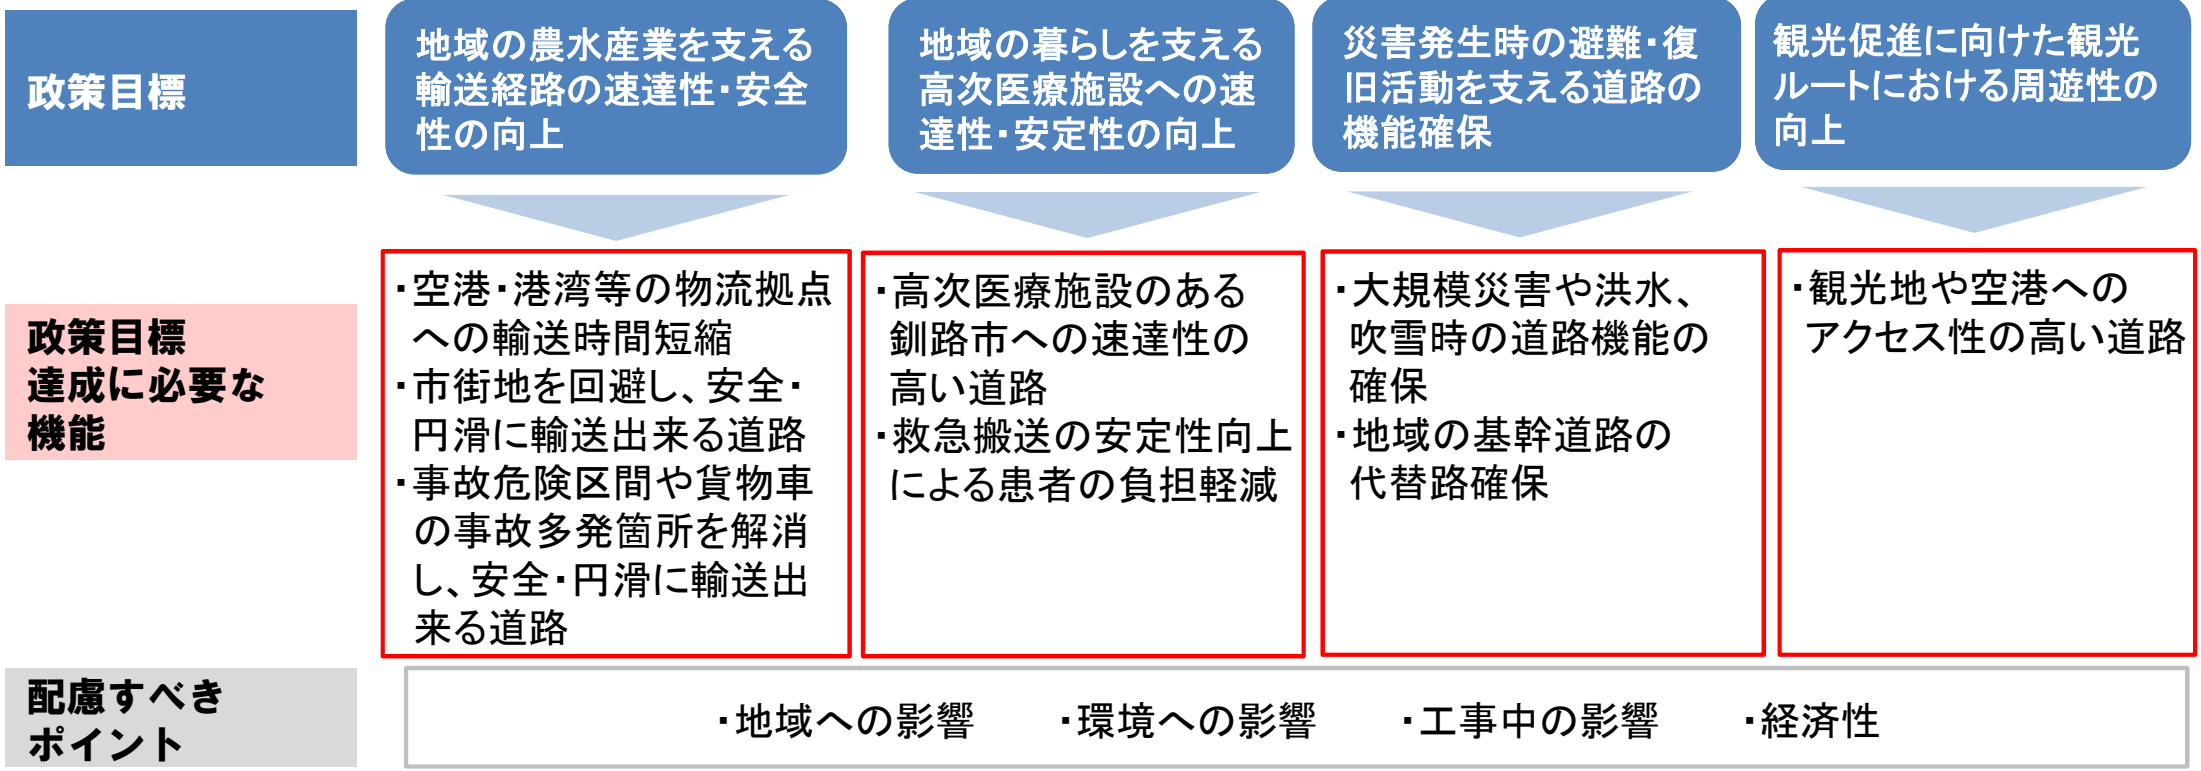 政策目標
地域の農水産業を支える
輸送経路の速達性・安全
性の向上
地域の暮らしを支える
高次医療施設への速
達性・安定性の向上
災害発生時の避難・復
旧活動を支える道路の
機能確保
観光促進に向けた観光
ルートにおける周遊性の
向上
政策目標
達成に必要な
機能
・空港・港湾等の物流拠点
への輸送時間短縮
・市街地を回避し、安全・
円滑に輸送出来る道路
・事故危険区間や貨物車
の事故多発箇所を解消
し、安全・円滑に輸送出
来る道路
・高次医療施設のある
釧路市への速達性の
高い道路
・救急搬送の安定性向上
による患者の負担軽減
・大規模災害や洪水、
吹雪時の道路機能の
確保
・地域の基幹道路の
代替路確保
・観光地や空港への
アクセス性の高い道路
配慮すべき
ポイント
・地域への影響 ・環境への影響 ・工事中の影響 ・経済性